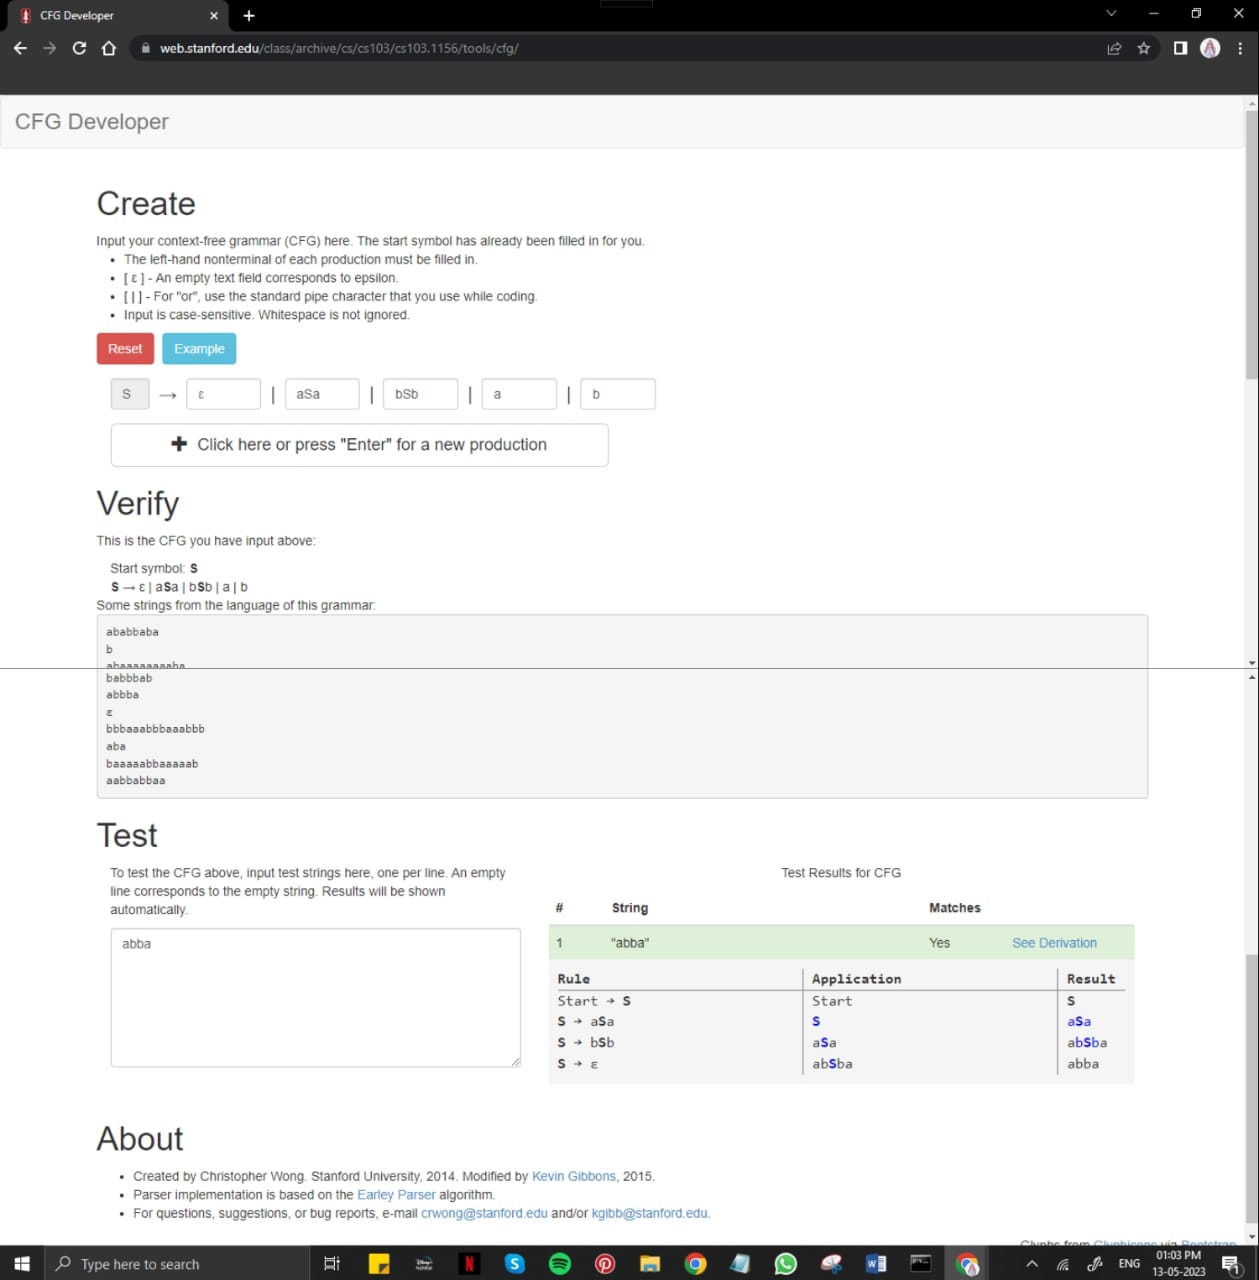 CFG Developer
web.stanford.edu/class/archive/cs/cs103/cs103.1156/tools/cfg/
CFG Developer
Create
Input your context-free grammar (CFG) here. The start symbol has already been filled in for you.
• The left-hand nonterminal of each production must be filled in.
• [ ε ] - An empty text field corresponds to epsilon.
• [ | ] - For "or", use the standard pipe character that you use while coding.
• Input is case-sensitive. Whitespace is not ignored.
Reset Example
S → ε | aSa | bSb | a | b
+ Click here or press "Enter" for a new production
Verify
This is the CFG you have input above:
Start symbol: S
S → ε | aSa | bSb | a | b
Some strings from the language of this grammar:
ababbaba
b
babbbab
abbba
ε
bbbaaabbbaaabbb
aba
baaaaabbaaaaab
aabbabbaa
Test
To test the CFG above, input test strings here, one per line. An empty
line corresponds to the empty string. Results will be shown
automatically.
abba
Test Results for CFG
# String Matches
1 "abba" Yes See Derivation
Rule Application Result
Start → S Start S
S → aSa S aSa
S → bSb aSa abSba
S → ε abSba abba
About
• Created by Christopher Wong. Stanford University, 2014. Modified by Kevin Gibbons, 2015.
• Parser implementation is based on the Earley Parser algorithm.
• For questions, suggestions, or bug reports, e-mail crwong@stanford.edu and/or kgibb@stanford.edu.
Glyphs from Glyphicons via Bootstrap
Type here to search
ENG
01:03 PM
13-05-2023